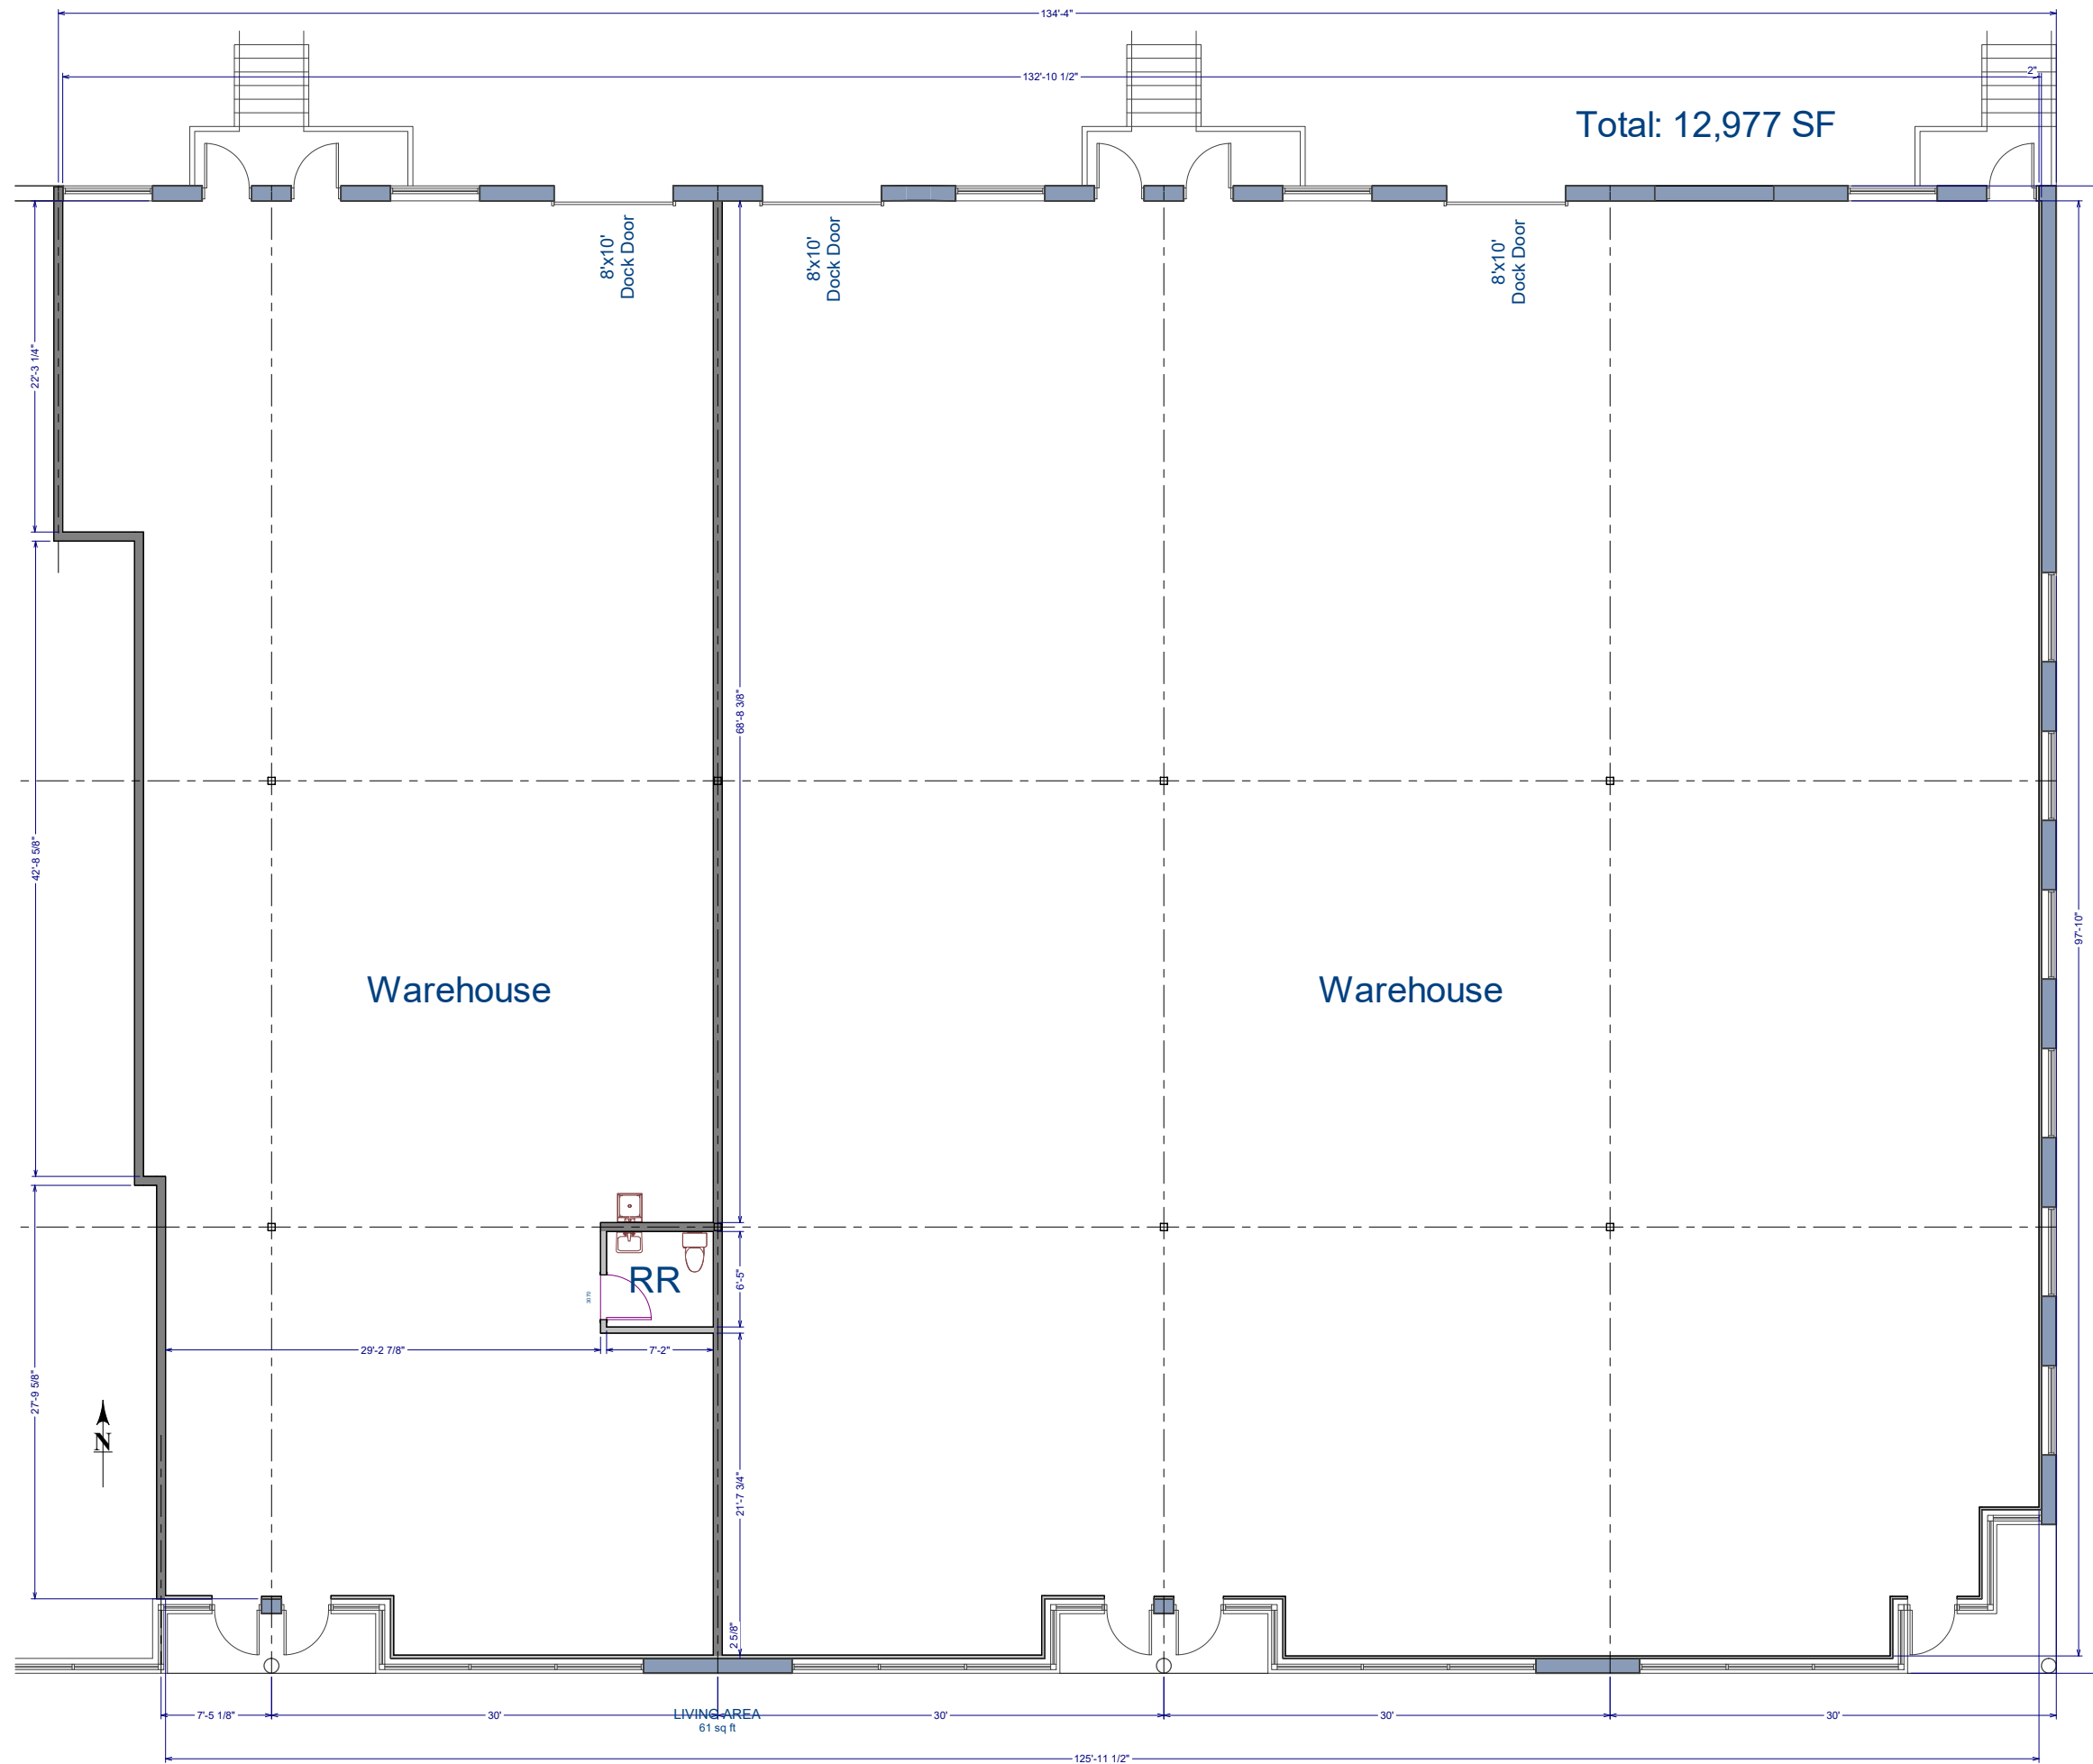 134'-4"
132'-10 1/2"
2"
Total: 12,977 SF
8'x10'
Dock Door
8'x10'
Dock Door
8'x10'
Dock Door
22'-3 1/4"
68'-8 3/8"
42'-8 5/8"
97'-10"
Warehouse
Warehouse
RR
6'-5"
3070
29'-2 7/8"
7'-2"
27'-9 5/8"
N
21'-7 3/4"
2 5/8"
7'-5 1/8"
30'
30'
30'
30'
LIVING AREA
61 sq ft
125'-11 1/2"